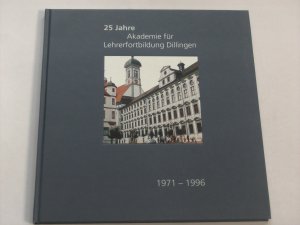 25 Jahre
Akademie für
Lehrerfortbildung Dillingen
1971 – 1996